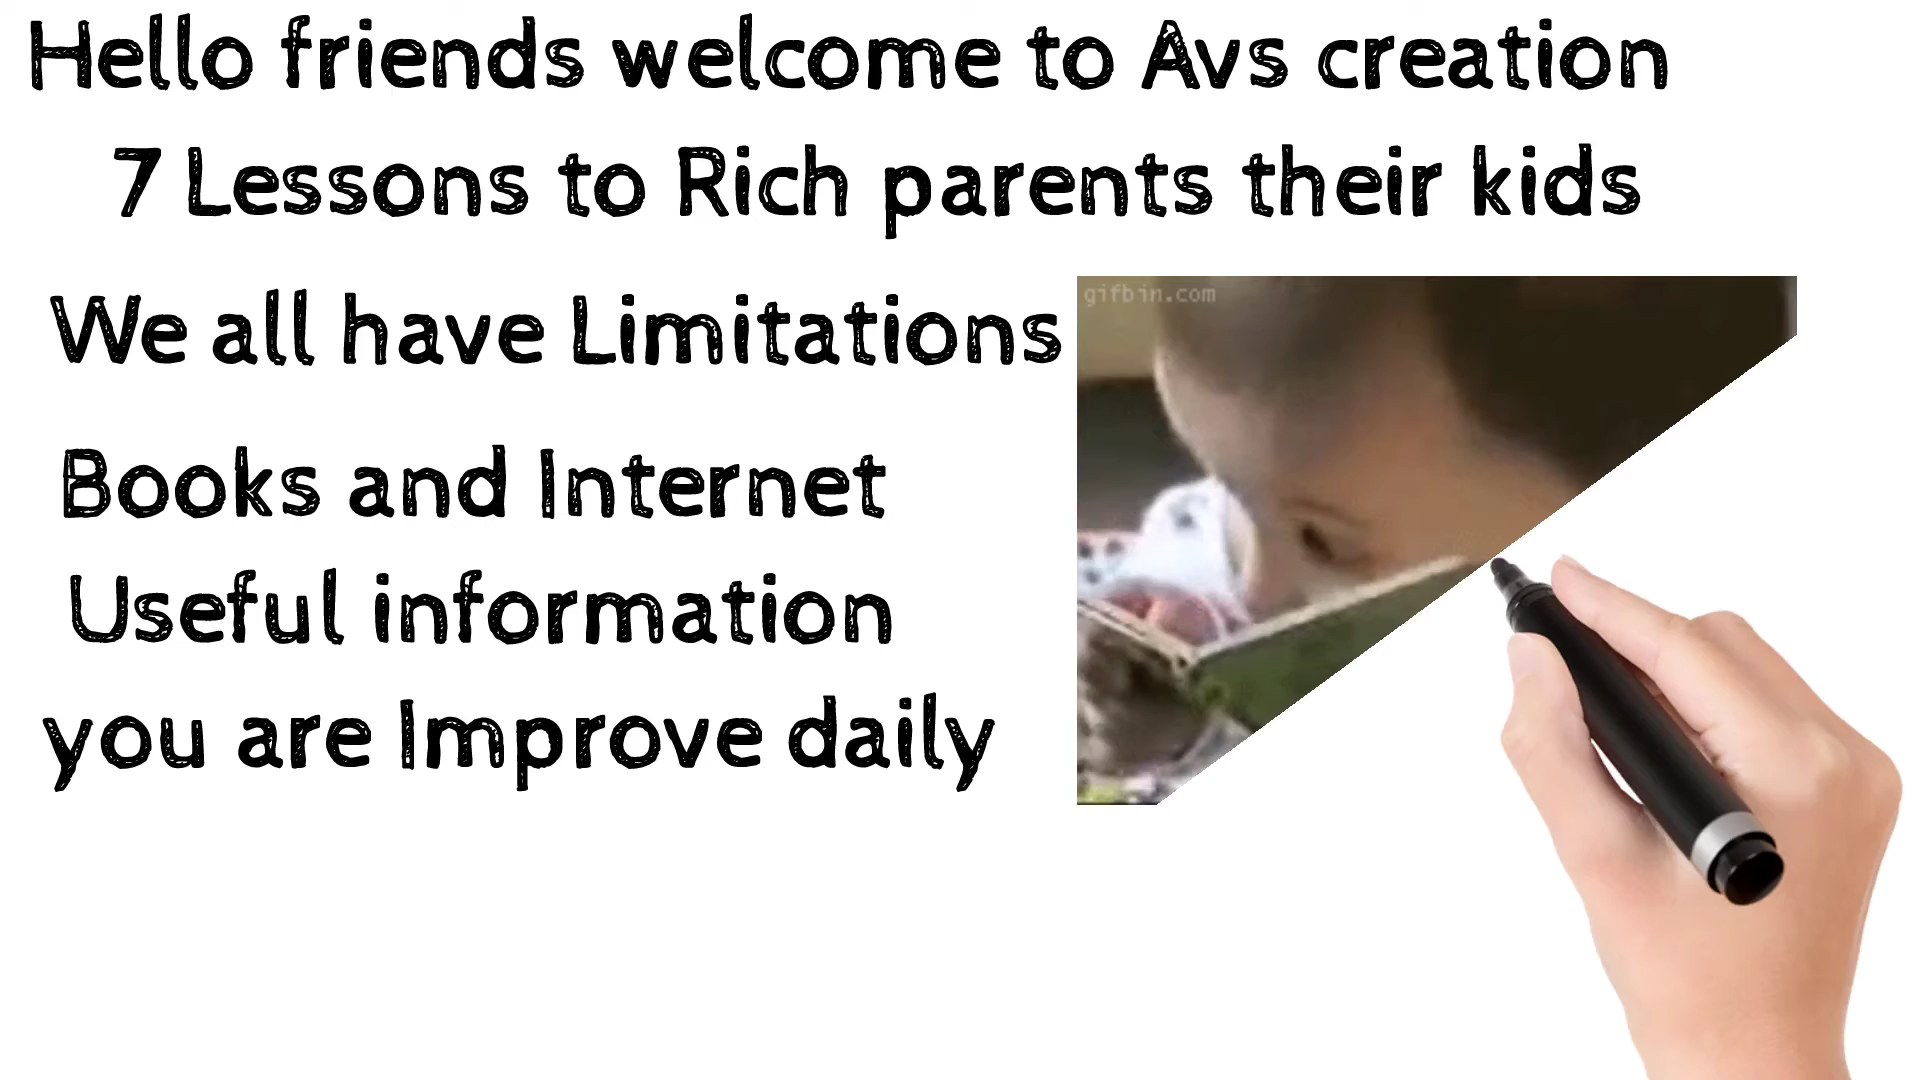 Hello friends welcome to Avs creation
7 Lessons to Rich parents their kids
We all have Limitations
gifbin.com
Books and Internet
Useful information
you are Improve daily